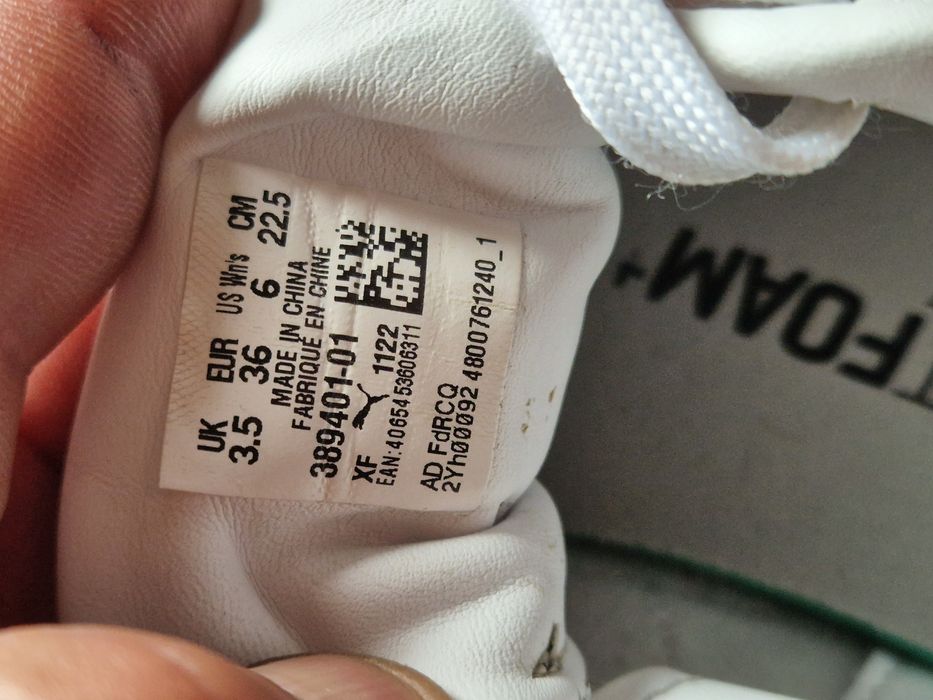 UK EUR US Wn's CM
3.5 36 6 22.5
MADE IN CHINA
FABRIQUÉ EN CHINE
389401-01
XF 1122
EAN:4065453606311
AD FdRCQ
2Yh00092 4800761240_1
FOAM+